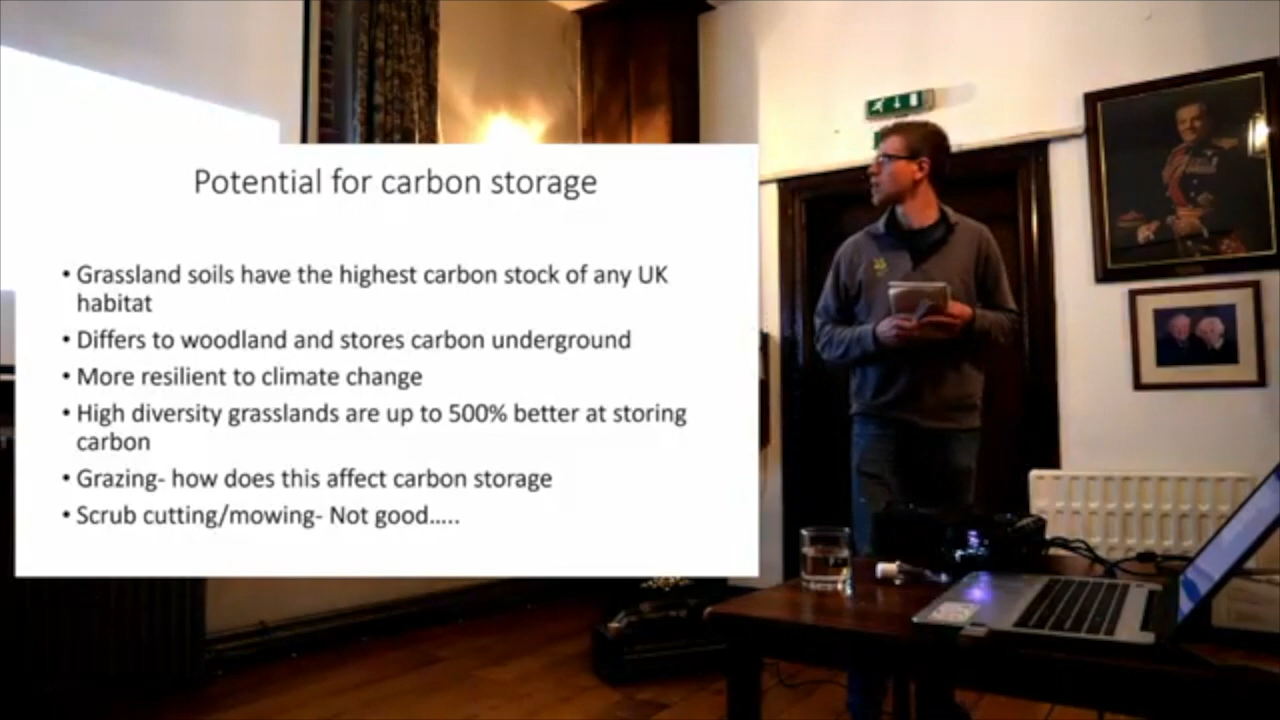 Potential for carbon storage
• Grassland soils have the highest carbon stock of any UK
habitat
• Differs to woodland and stores carbon underground
• More resilient to climate change
• High diversity grasslands are up to 500% better at storing
carbon
• Grazing- how does this affect carbon storage
• Scrub cutting/mowing- Not good.....